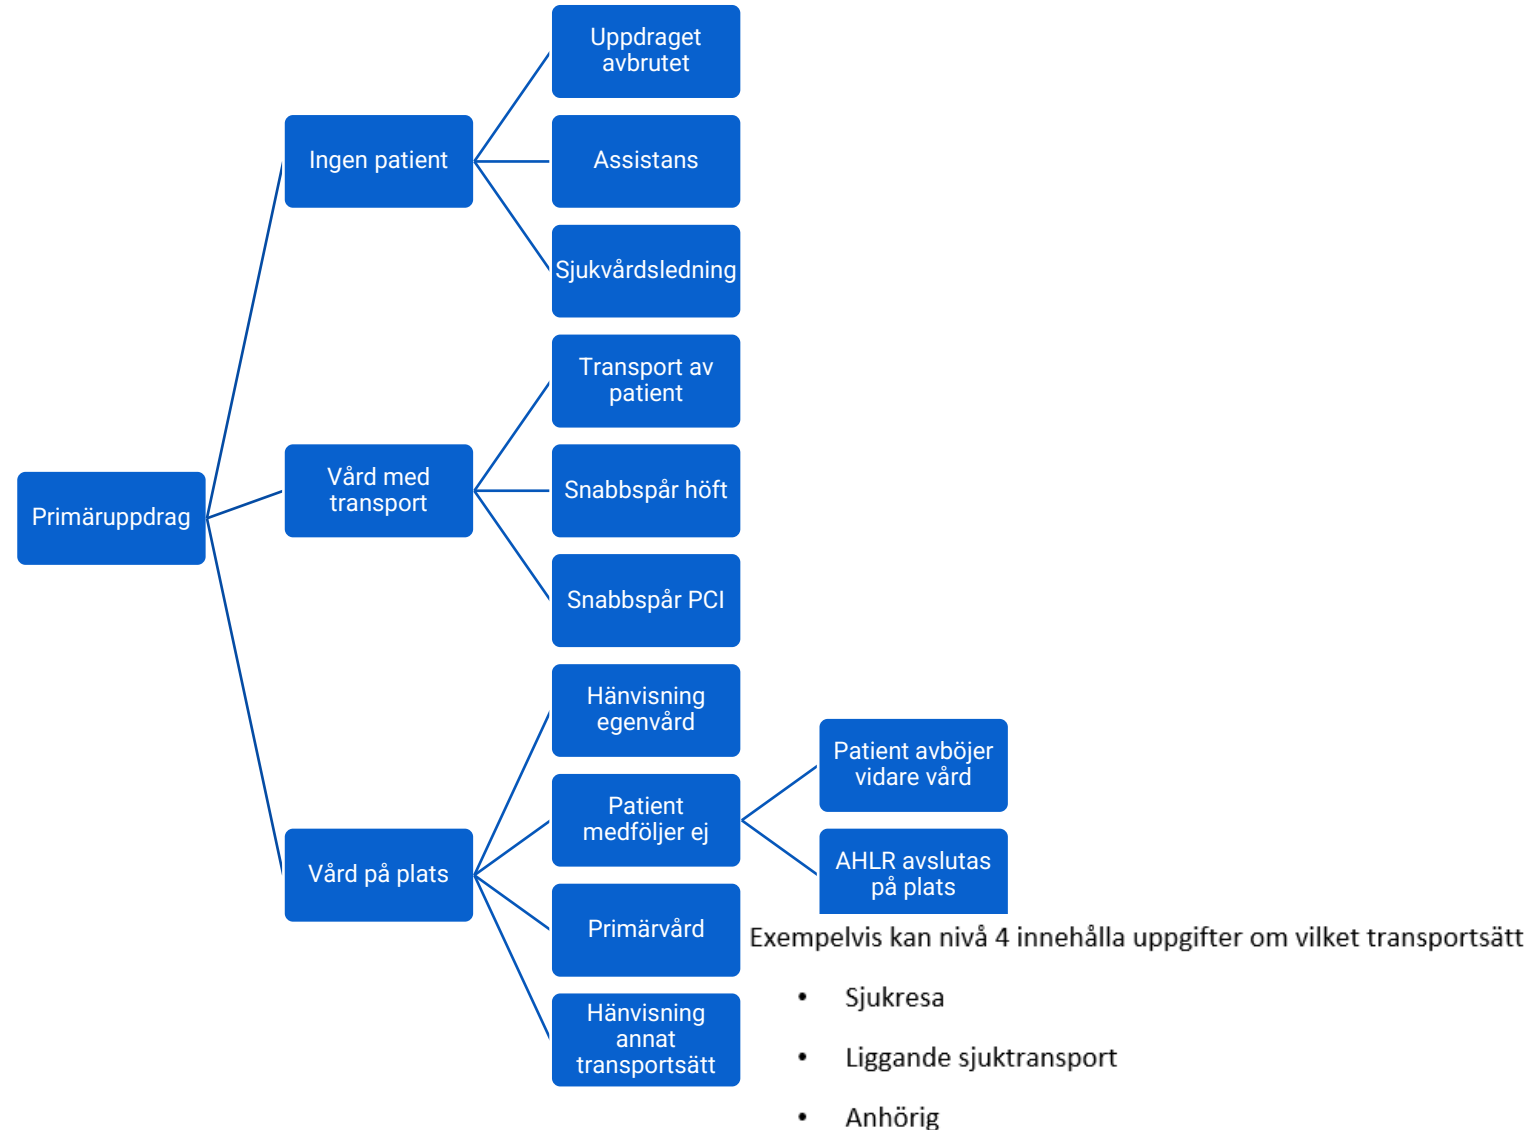 Uppdraget
avbrutet
Ingen patient
Assistans
Sjukvårdsledning
Transport av
patient
Vård med
transport
Snabbspår höft
Primäruppdrag
Snabbspår PCI
Hänvisning
egenvård
Patient avböjer
vidare vård
Patient
medföljer ej
Vård på plats
AHLR avslutas
på plats
Primärvård
Exempelvis kan nivå 4 innehålla uppgifter om vilket transportsätt
• Sjukresa
Hänvisning
annat
transportsätt
• Liggande sjuktransport
• Anhörig